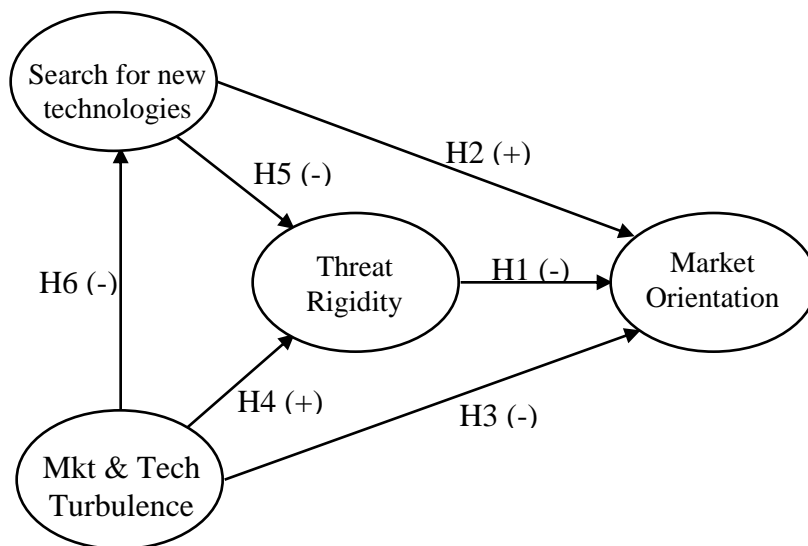 Search for new
technologies
H2 (+)
H5 (-)
Threat
Rigidity
H1 (-)
Market
Orientation
H6 (-)
H4 (+)
H3 (-)
Mkt & Tech
Turbulence